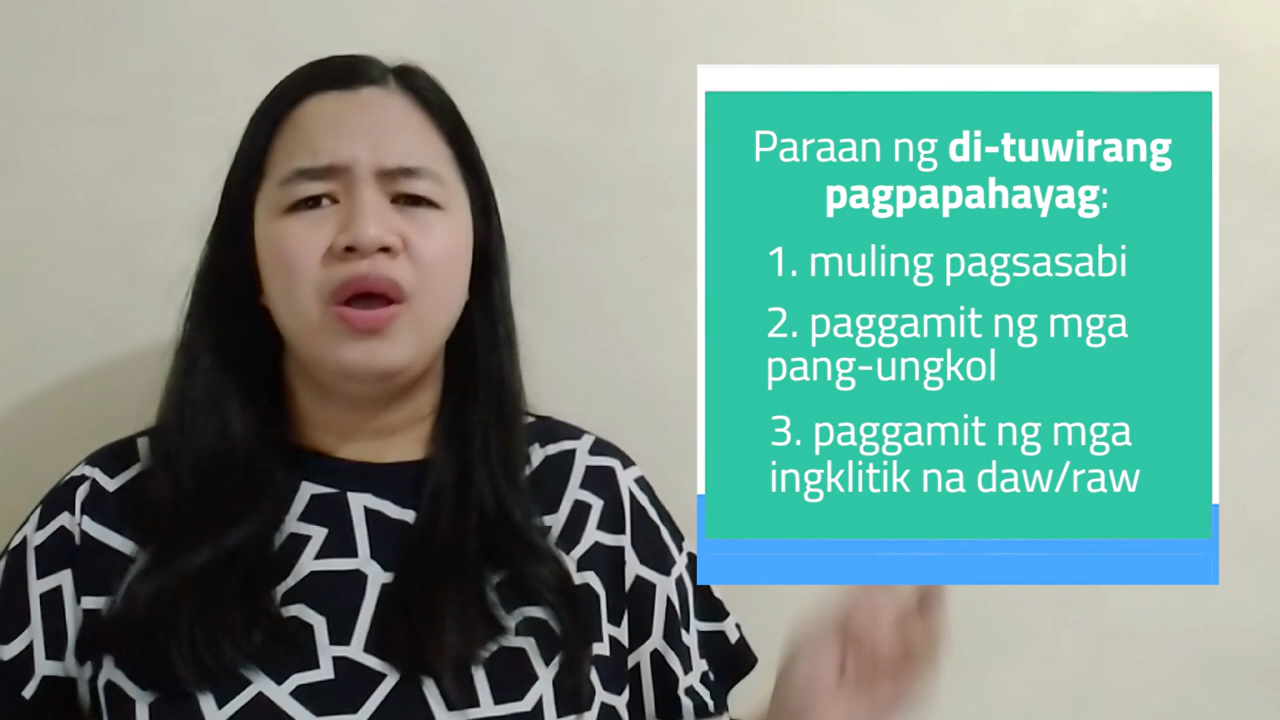 Paraan ng di-tuwirang
pagpapahayag:
1. muling pagsasabi
2. paggamit ng mga
pang-ungkol
3. paggamit ng mga
ingklitik na daw/raw